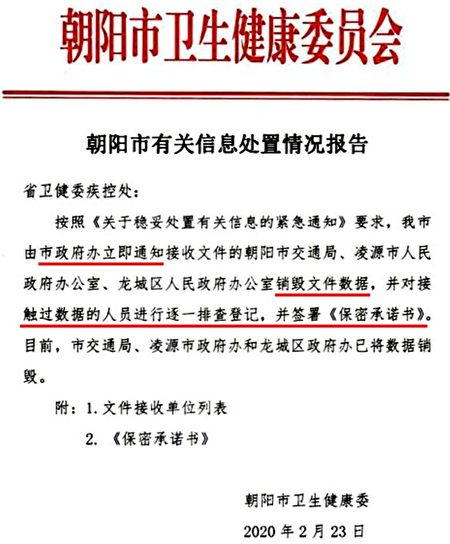 朝阳市卫生健康委员会
朝阳市有关信息处置情况报告
省卫健委疾控处：
按照《关于稳妥处置有关信息的紧急通知》要求，我市
由市政府办立即通知接收文件的朝阳市交通局、凌源市人民
政府办公室、龙城区人民政府办公室销毁文件数据，并对接
触过数据的人员进行逐一排查登记，并签署《保密承诺书》。
目前，市交通局、凌源市政府办和龙城区政府办已将数据销
毁。
附：1.文件接收单位列表
2.《保密承诺书》
朝阳市卫生健康委
2020年2月23日